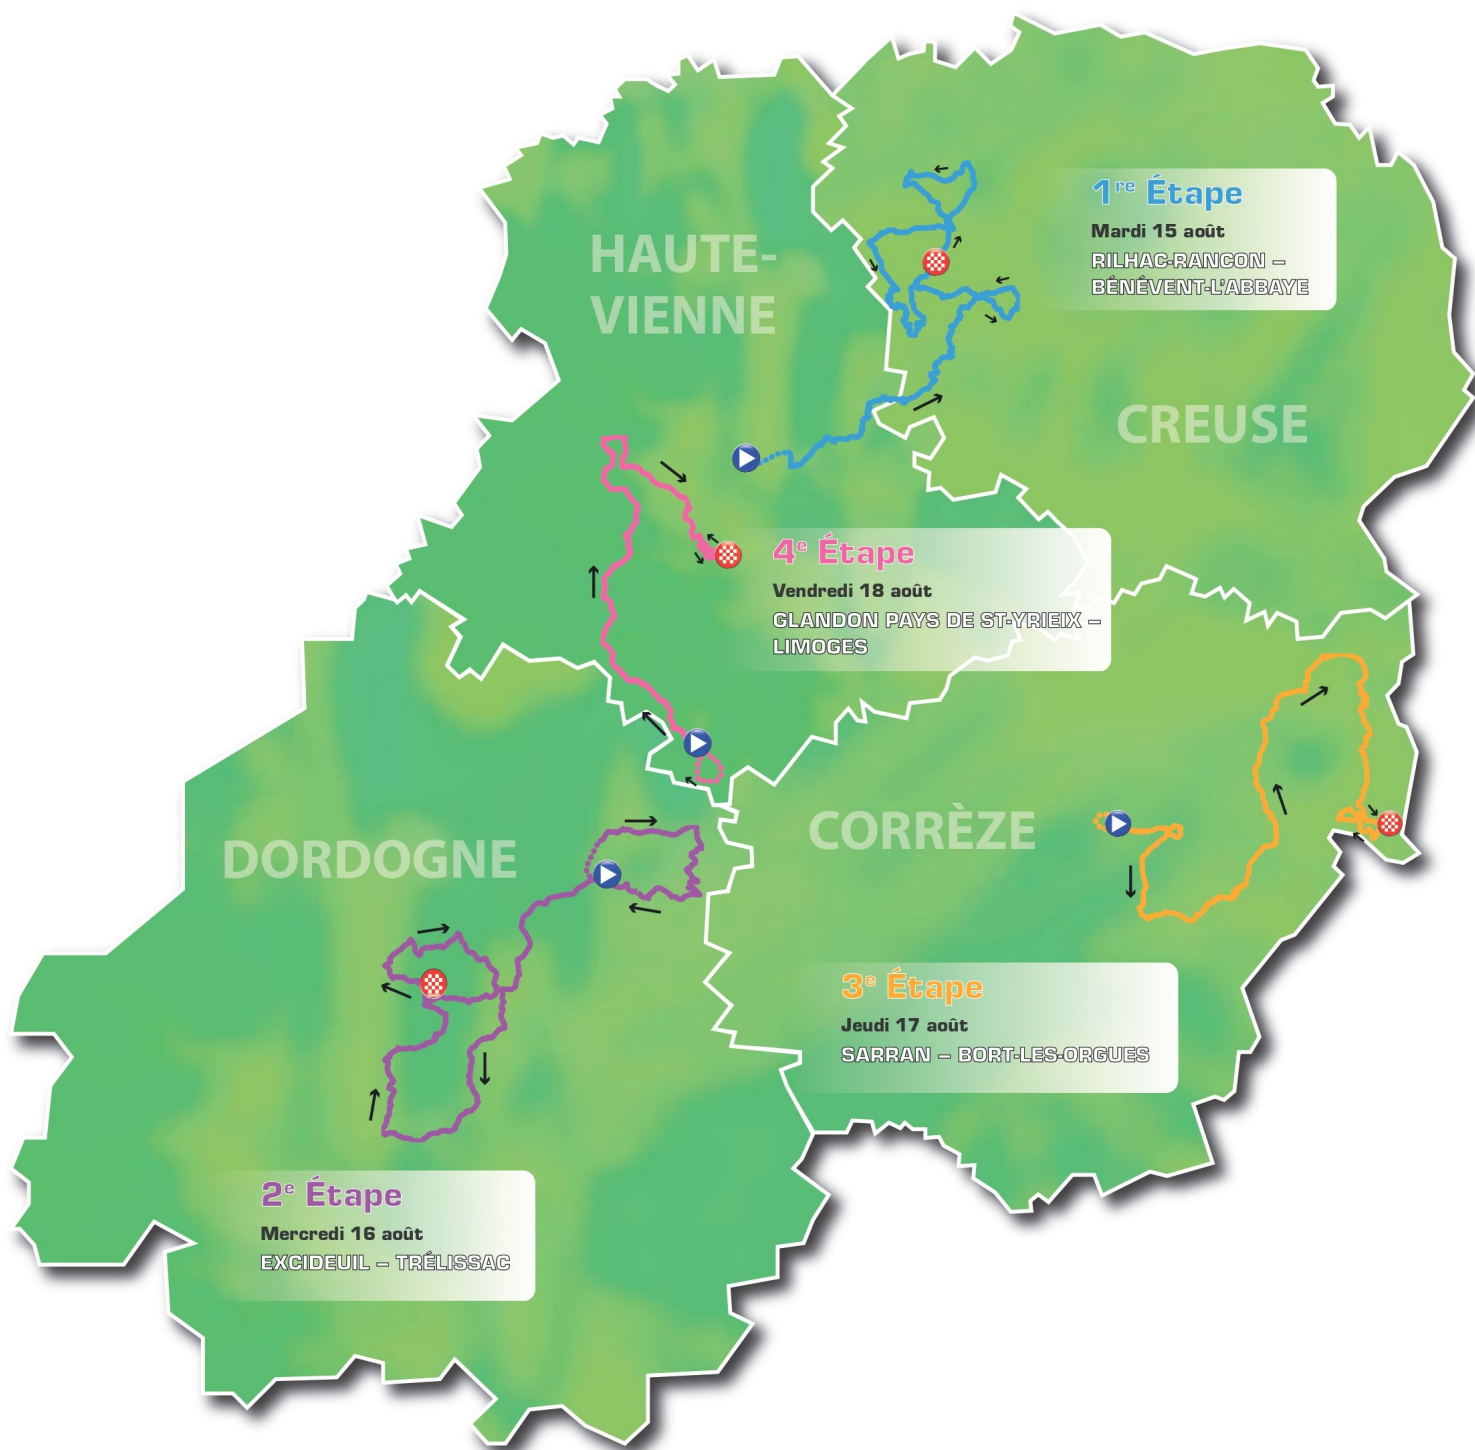 HAUTE-
VIENNE
1re Étape
Mardi 15 août
RILHAC-RANCON –
BÉNÉVENT-L'ABBAYE
CREUSE
4e Étape
Vendredi 18 août
GLANDON PAYS DE ST-YRIEIX –
LIMOGES
CORRÈZE
DORDOGNE
3e Étape
Jeudi 17 août
SARRAN – BORT-LES-ORGUES
2e Étape
Mercredi 16 août
EXCIDEUIL – TRÉLISSAC